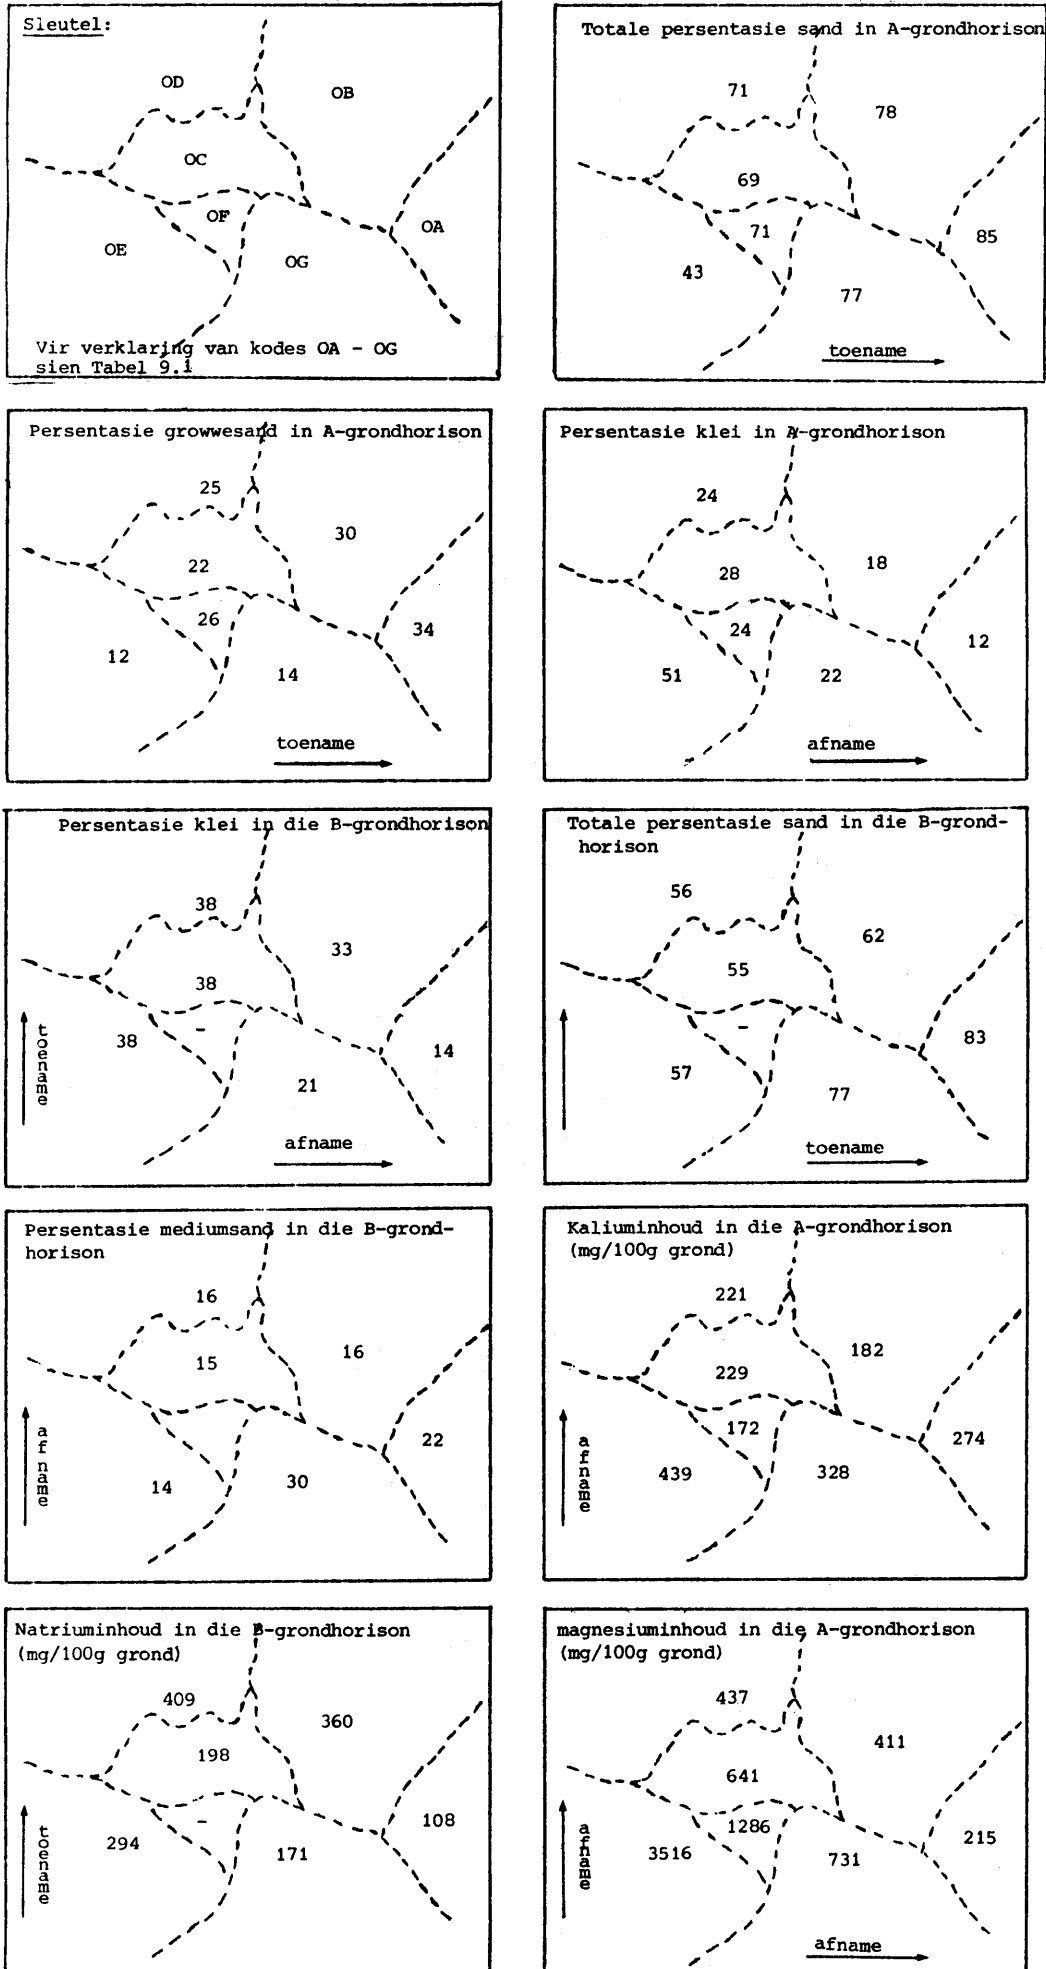 Sleutel:
OD
OB
OC
OF
OA
OE
OG
Vir verklaring van kodes OA - OG
sien Tabel 9.1
Totale persentasie sand in A-grondhorison
71
78
69
71
85
43
77
toename
Persentasie growwesand in A-grondhorison
25
30
22
26
34
12
14
toename
Persentasie klei in A-grondhorison
24
18
28
24
12
51
22
afname
Persentasie klei in die B-grondhorison
38
33
38
-
38
14
21
toename
afname
Totale persentasie sand in die B-grond-
horison
56
62
55
-
83
57
77
toename
Persentasie mediumsand in die B-grond-
horison
16
16
15
22
14
30
afname
Kaliuminhoud in die A-grondhorison
(mg/100g grond)
221
182
229
172
274
439
328
afname
Natriuminhoud in die B-grondhorison
(mg/100g grond)
409
360
198
-
108
294
171
toename
magnesiuminhoud in die A-grondhorison
(mg/100g grond)
437
411
641
1286
215
3516
731
afname
afname